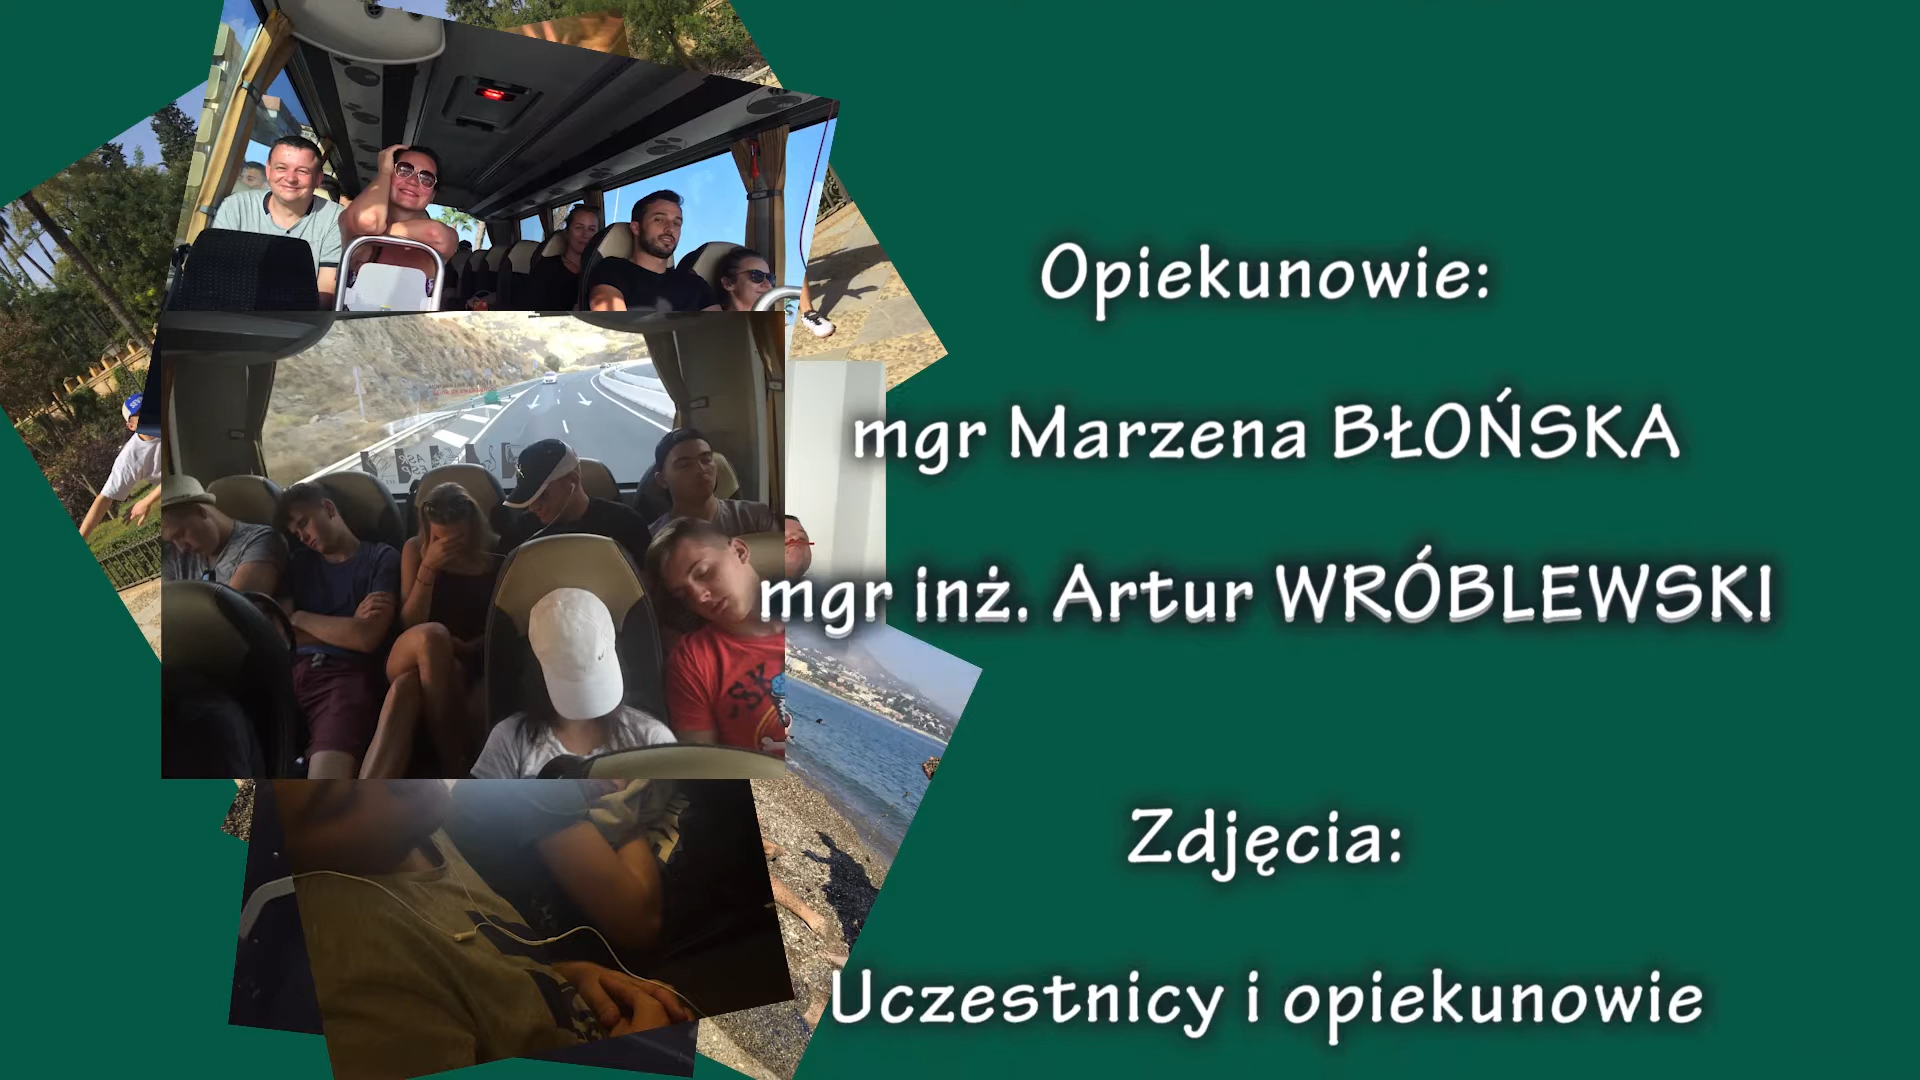 Opiekunowie:
mgr Marzena BŁOŃSKA
mgr inż. Artur WRÓBLEWSKI
Zdjęcia:
Uczestnicy i opiekunowie